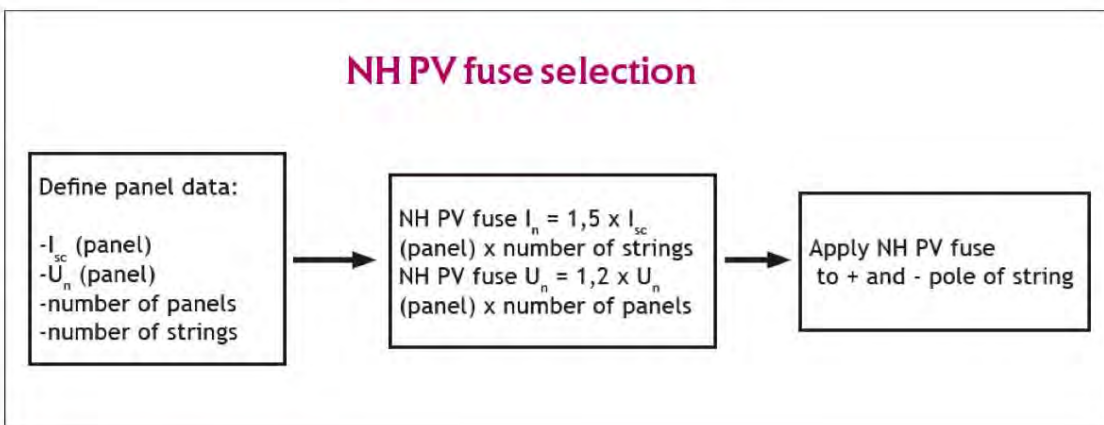 NH PV fuse selection
Define panel data:
-Isc (panel)
-Un (panel)
-number of panels
-number of strings
NH PV fuse In = 1,5 x Isc
(panel) x number of strings
NH PV fuse Un = 1,2 x Un
(panel) x number of panels
Apply NH PV fuse
to + and - pole of string